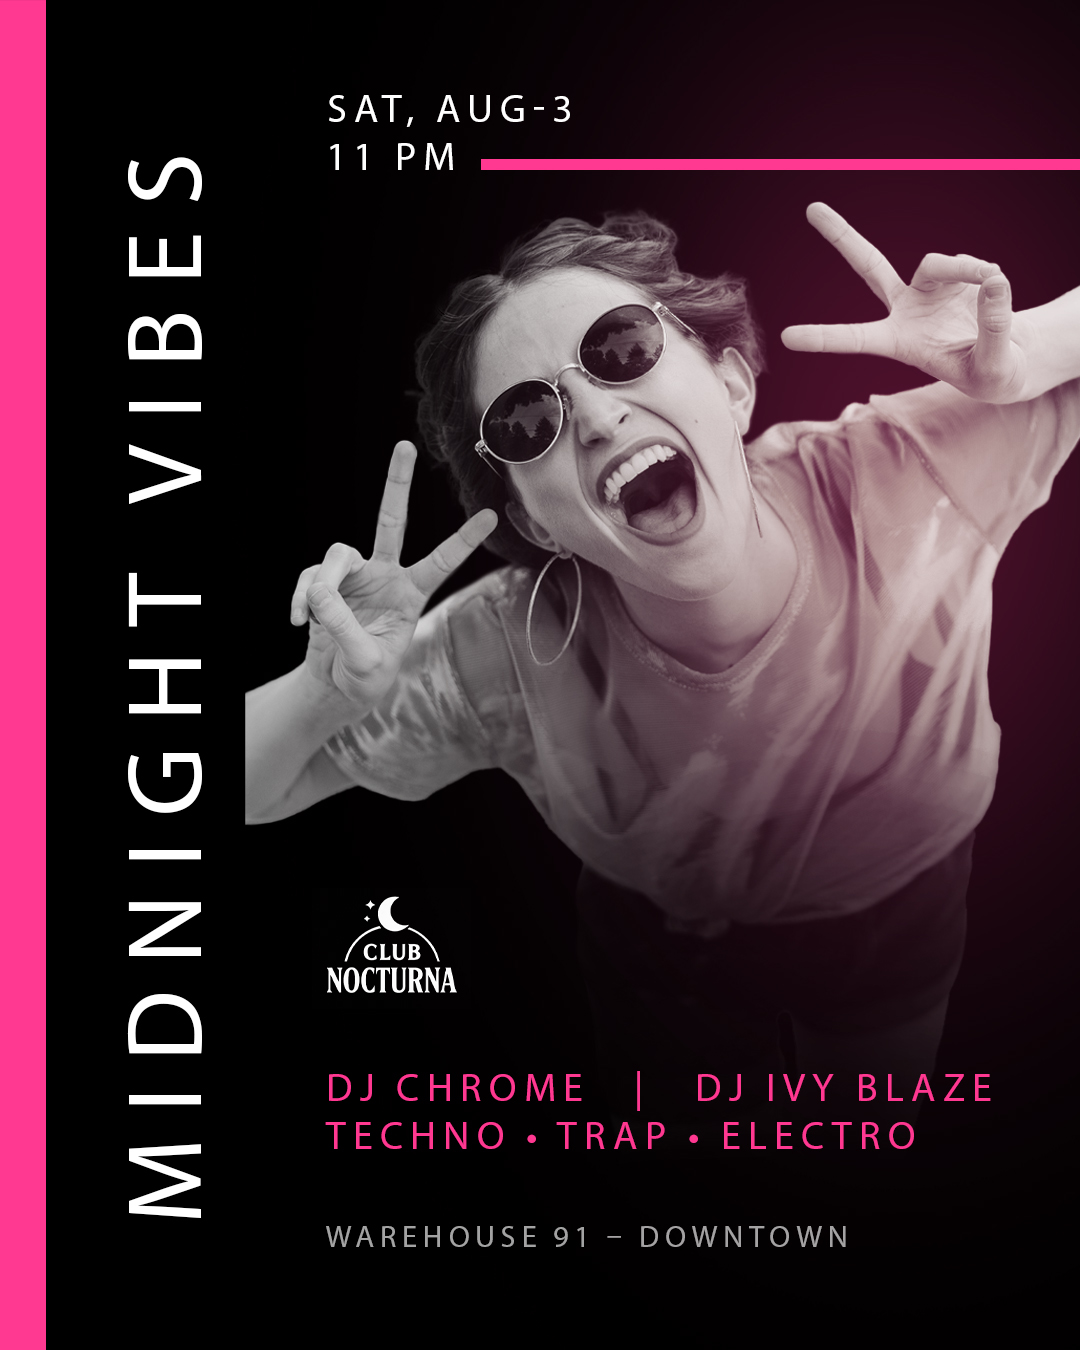 MIDNIGHT VIBES
SAT, AUG-3
11 PM
CLUB
NOCTURNA
DJ CHROME | DJ IVY BLAZE
TECHNO • TRAP • ELECTRO
WAREHOUSE 91 – DOWNTOWN